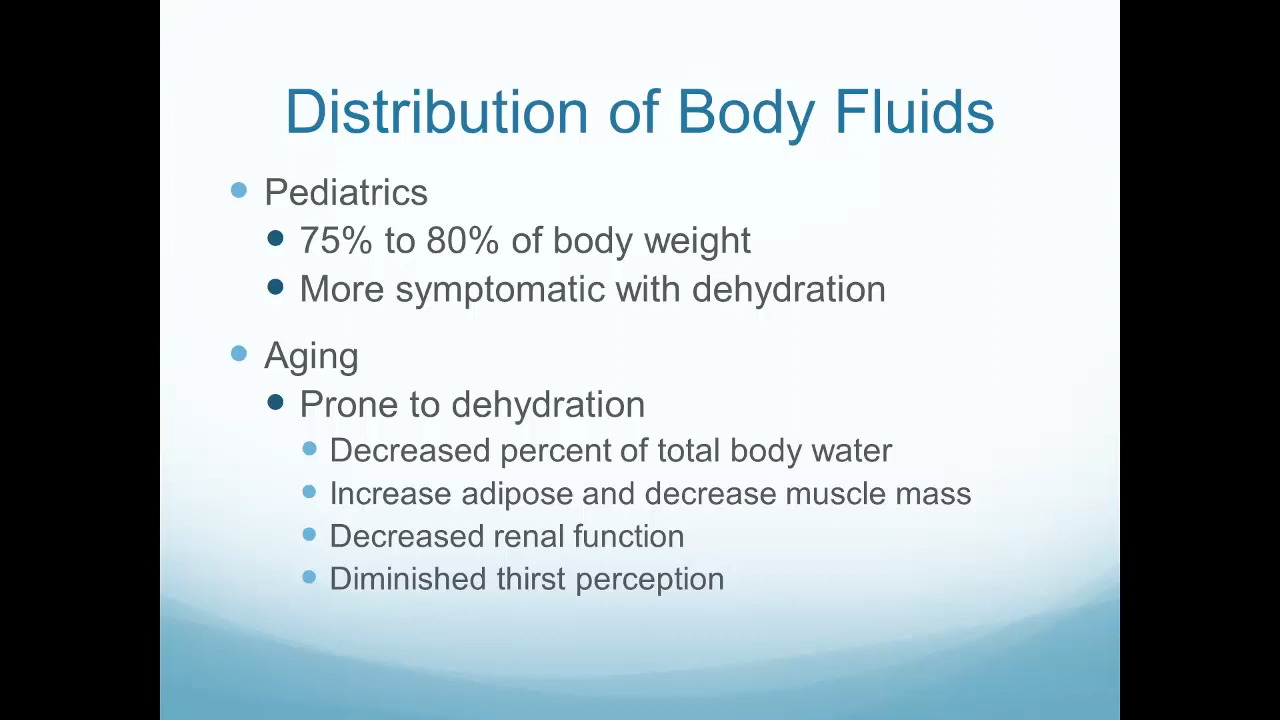 Distribution of Body Fluids
Pediatrics
75% to 80% of body weight
More symptomatic with dehydration
Aging
Prone to dehydration
Decreased percent of total body water
Increase adipose and decrease muscle mass
Decreased renal function
Diminished thirst perception